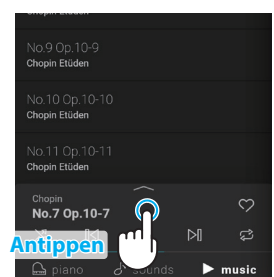 Chopin Etüden
No.9 Op.10-9
Chopin Etüden
No.10 Op.10-10
Chopin Etüden
No.11 Op.10-11
Chopin Etüden
Chopin
No.7 Op.10-7
Antippen
piano
sounds
music